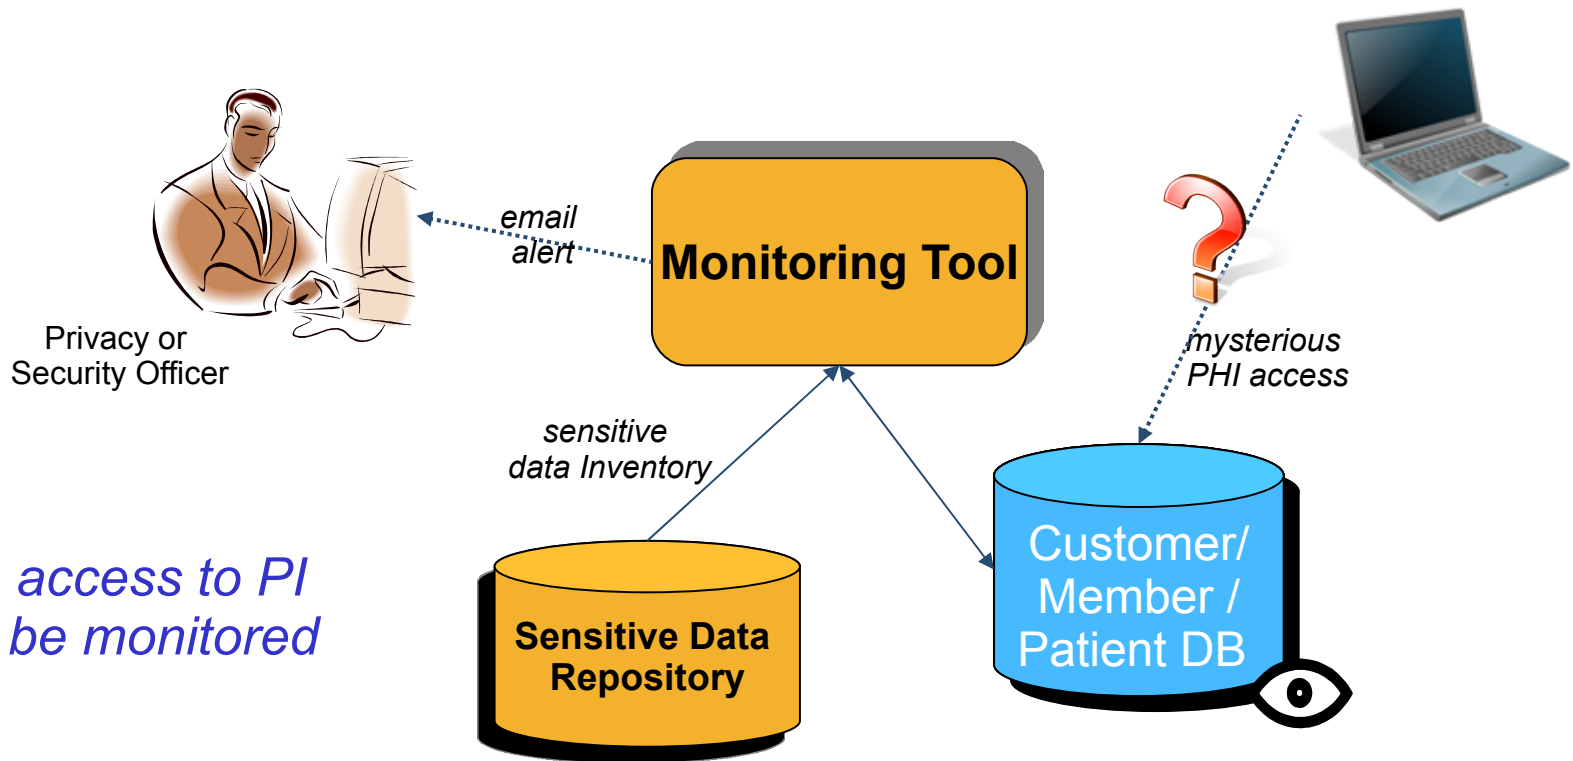 email
alert
Monitoring Tool
Privacy or
Security Officer
mysterious
PHI access
sensitive
data Inventory
access to PI
be monitored
Sensitive Data
Repository
Customer/
Member /
Patient DB